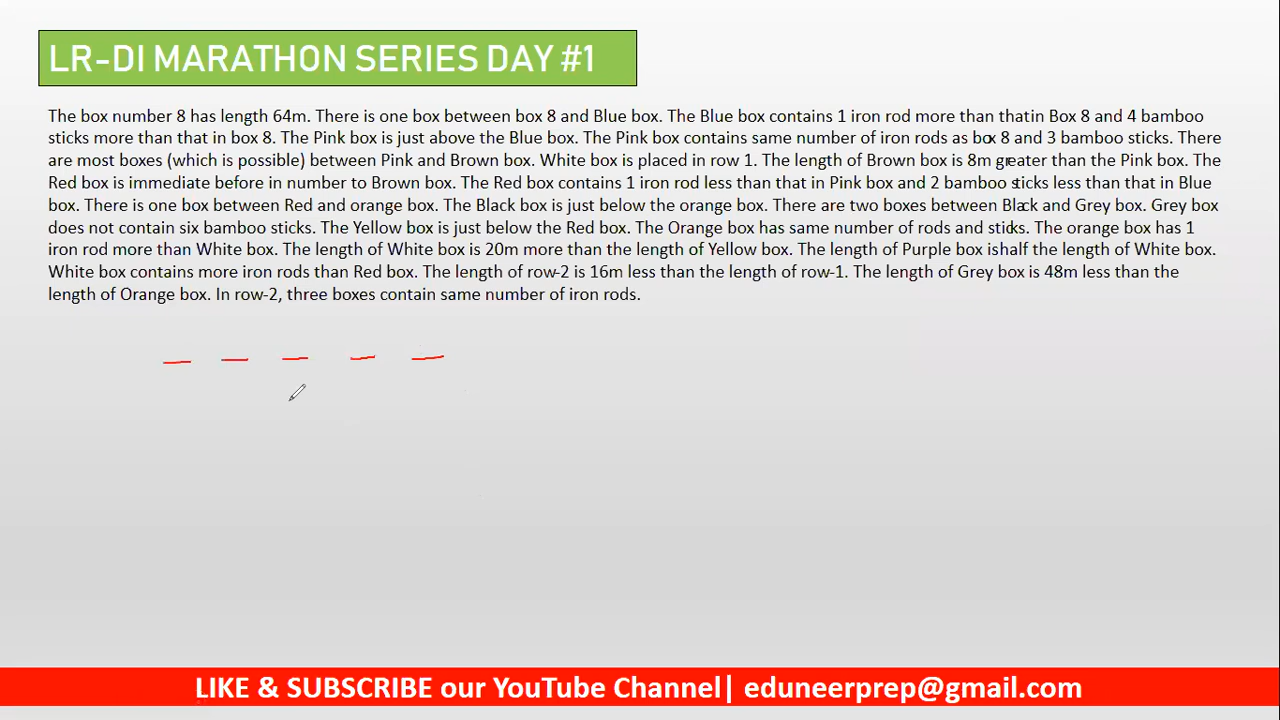 LR-DI MARATHON SERIES DAY #1
The box number 8 has length 64m. There is one box between box 8 and Blue box. The Blue box contains 1 iron rod more than thatin Box 8 and 4 bamboo
sticks more than that in box 8. The Pink box is just above the Blue box. The Pink box contains same number of iron rods as box 8 and 3 bamboo sticks. There
are most boxes (which is possible) between Pink and Brown box. White box is placed in row 1. The length of Brown box is 8m greater than the Pink box. The
Red box is immediate before in number to Brown box. The Red box contains 1 iron rod less than that in Pink box and 2 bamboo sticks less than that in Blue
box. There is one box between Red and orange box. The Black box is just below the orange box. There are two boxes between Black and Grey box. Grey box
does not contain six bamboo sticks. The Yellow box is just below the Red box. The Orange box has same number of rods and sticks. The orange box has 1
iron rod more than White box. The length of White box is 20m more than the length of Yellow box. The length of Purple box ishalf the length of White box.
White box contains more iron rods than Red box. The length of row-2 is 16m less than the length of row-1. The length of Grey box is 48m less than the
length of Orange box. In row-2, three boxes contain same number of iron rods.
LIKE & SUBSCRIBE our YouTube Channel| eduneerprep@gmail.com